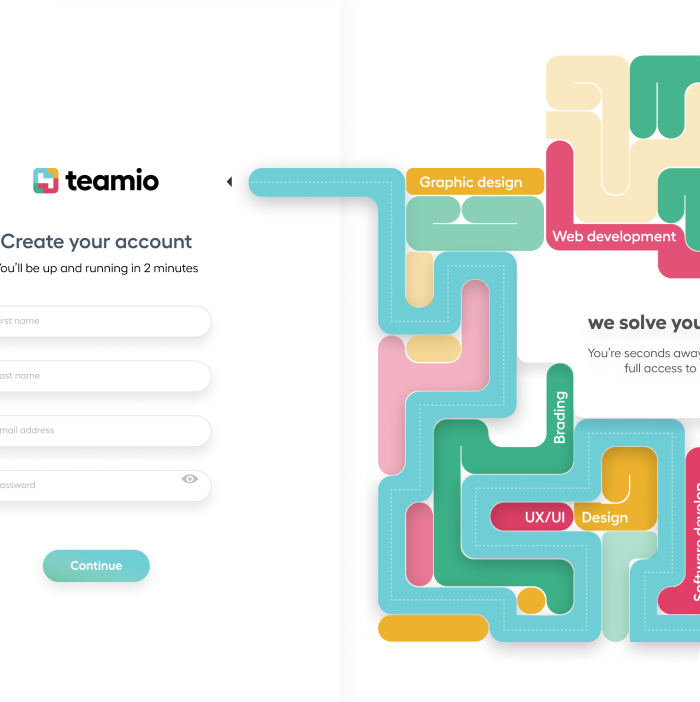 teamio
Create your account
You'll be up and running in 2 minutes
irst name
ast name
mail address
assword
Continue
Graphic design
Web development
we solve you
You're seconds away
full access to
Brading
UX/UI
Design
Software develop